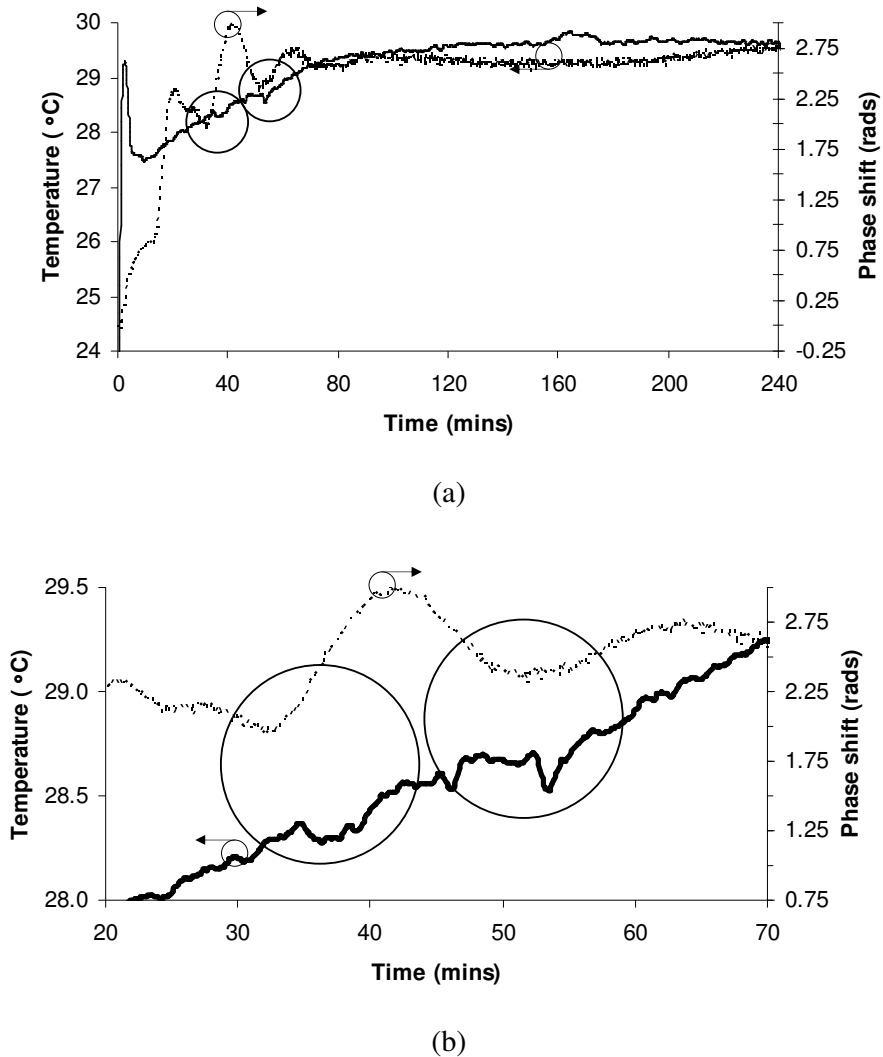 30
29
28
27
26
25
24
Temperature ( °C)
2.75
2.25
1.75
1.25
0.75
0.25
-0.25
Phase shift (rads)
0 40 80 120 160 200 240
Time (mins)
(a)
29.5
29.0
28.5
28.0
Temperature ( °C)
2.75
2.25
1.75
1.25
0.75
Phase shift (rads)
20 30 40 50 60 70
Time (mins)
(b)